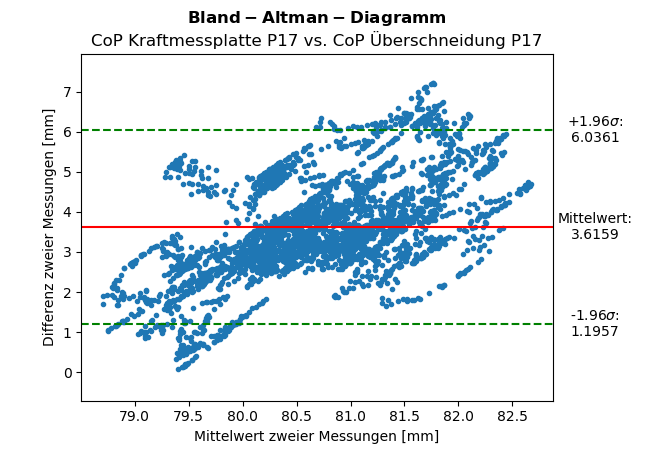 Bland − Altman − Diagramm
CoP Kraftmessplatte P17 vs. CoP Überschneidung P17
Differenz zweier Messungen [mm]
7
6
5
4
3
2
1
0
+1.96σ:
6.0361
Mittelwert:
3.6159
-1.96σ:
1.1957
79.0 79.5 80.0 80.5 81.0 81.5 82.0 82.5
Mittelwert zweier Messungen [mm]